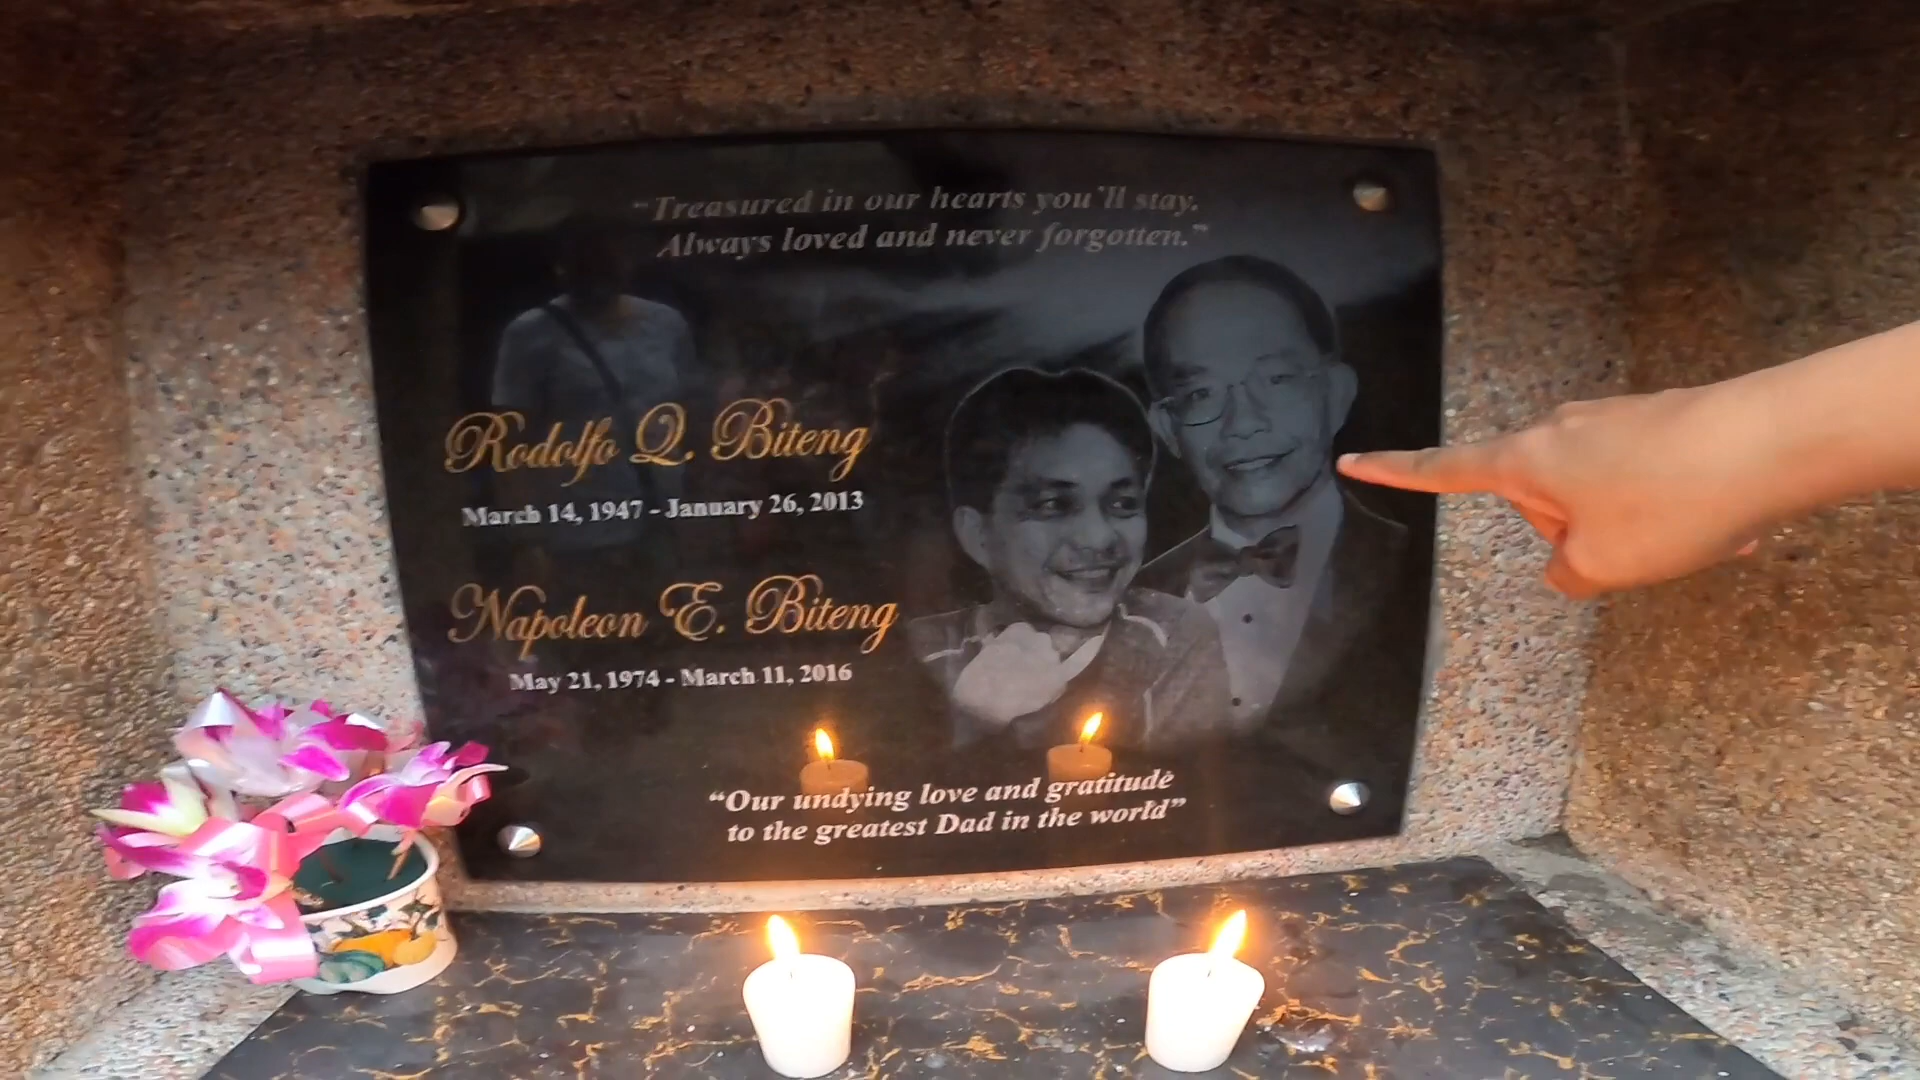 “Treasured in our hearts you'll stay,
Always loved and never forgotten.”
Rodolfo Q. Biteng
March 14, 1947 - January 26, 2013
Napoleon E. Biteng
May 21, 1974 - March 11, 2016
“Our undying love and gratitude
to the greatest Dad in the world”